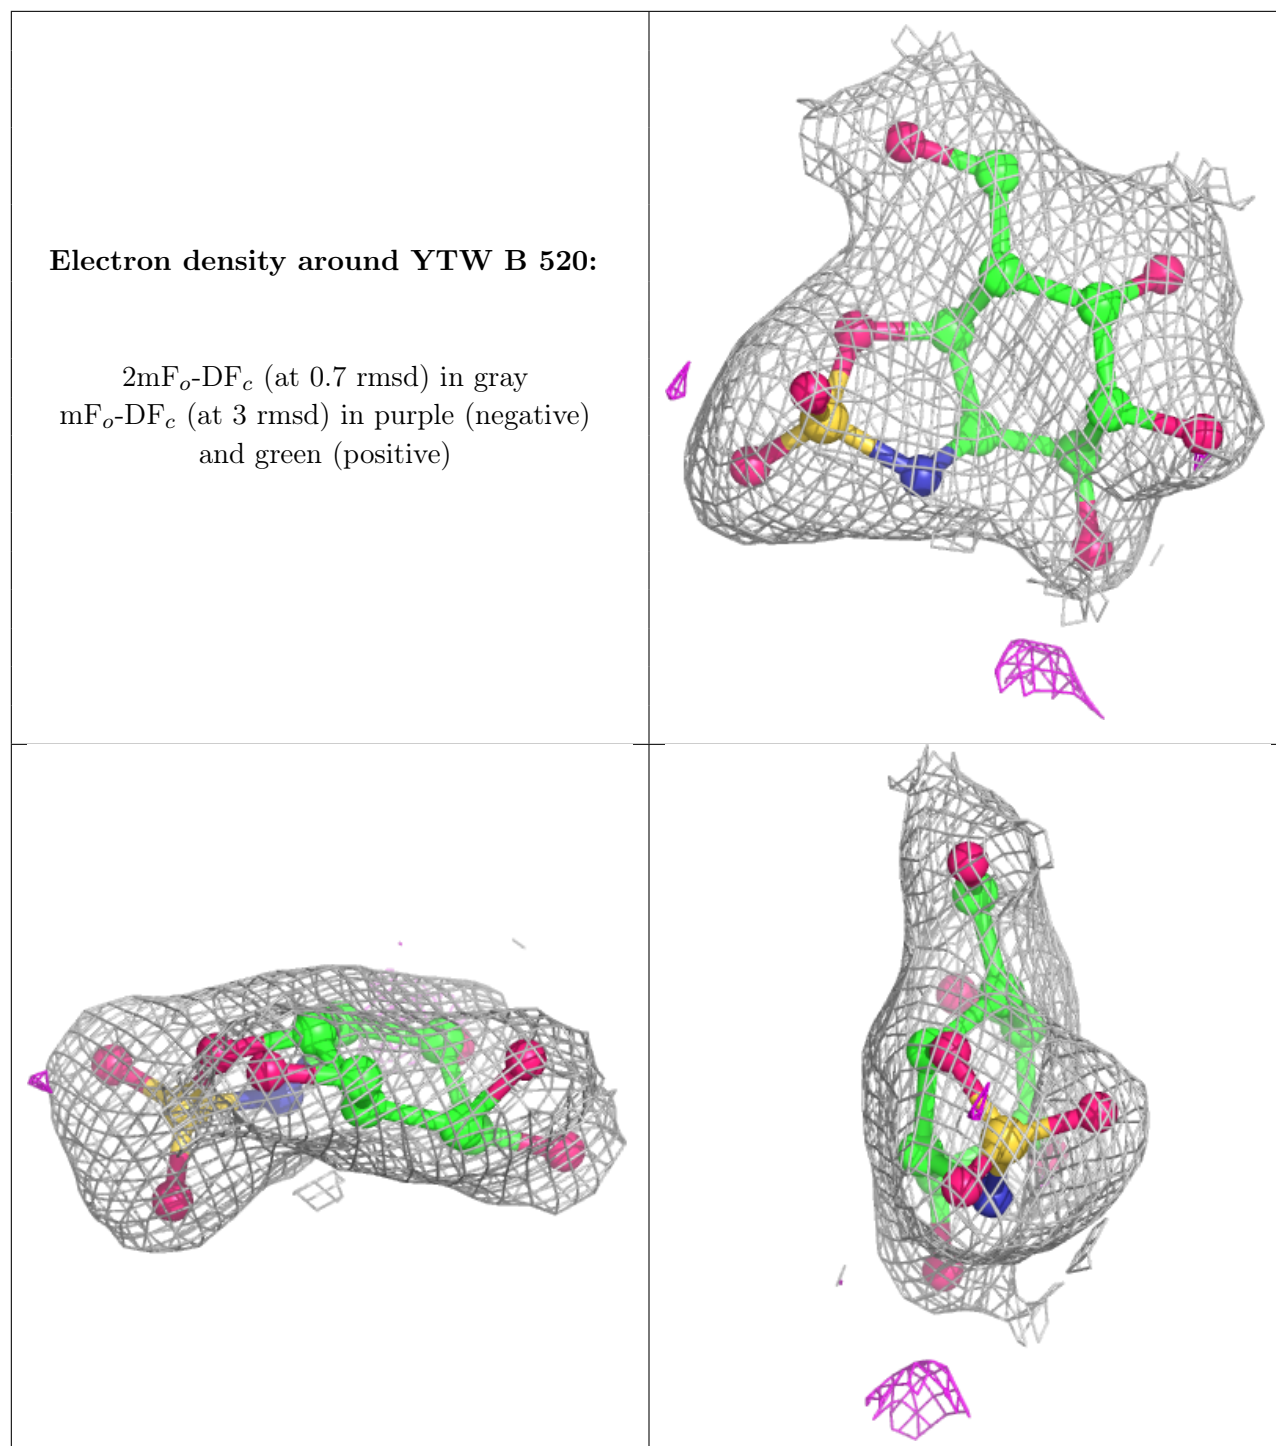 Electron density around YTW B 520:
2mFₒ-DF𝒸 (at 0.7 rmsd) in gray
mFₒ-DF𝒸 (at 3 rmsd) in purple (negative)
and green (positive)